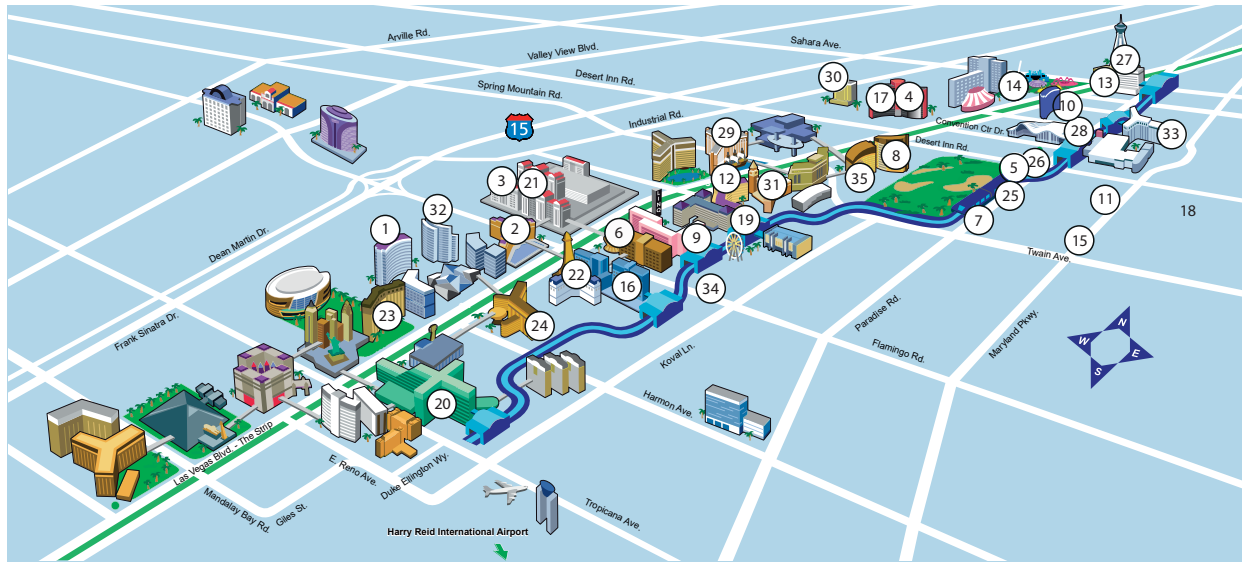 Arville Rd.
Sahara Ave.
Valley View Blvd.
Desert Inn Rd.
Spring Mountain Rd.
Industrial Rd.
15
27
30
13
14
17
4
10
Convention Ctr Dr.
28
33
29
Desert Inn Rd.
8
26
5
3
21
12
31
35
25
11
18
32
1
2
6
9
19
7
15
Twain Ave.
Dean Martin Dr.
22
16
34
23
24
Frank Sinatra Dr.
Paradise Rd.
Maryland Pkwy.
N
W
E
S
Koval Ln.
Flamingo Rd.
Harmon Ave.
20
Las Vegas Blvd. - The Strip
E. Reno Ave.
Duke Ellington Wy.
Mandalay Bay Rd.
Giles St.
Tropicana Ave.
Harry Reid International Airport